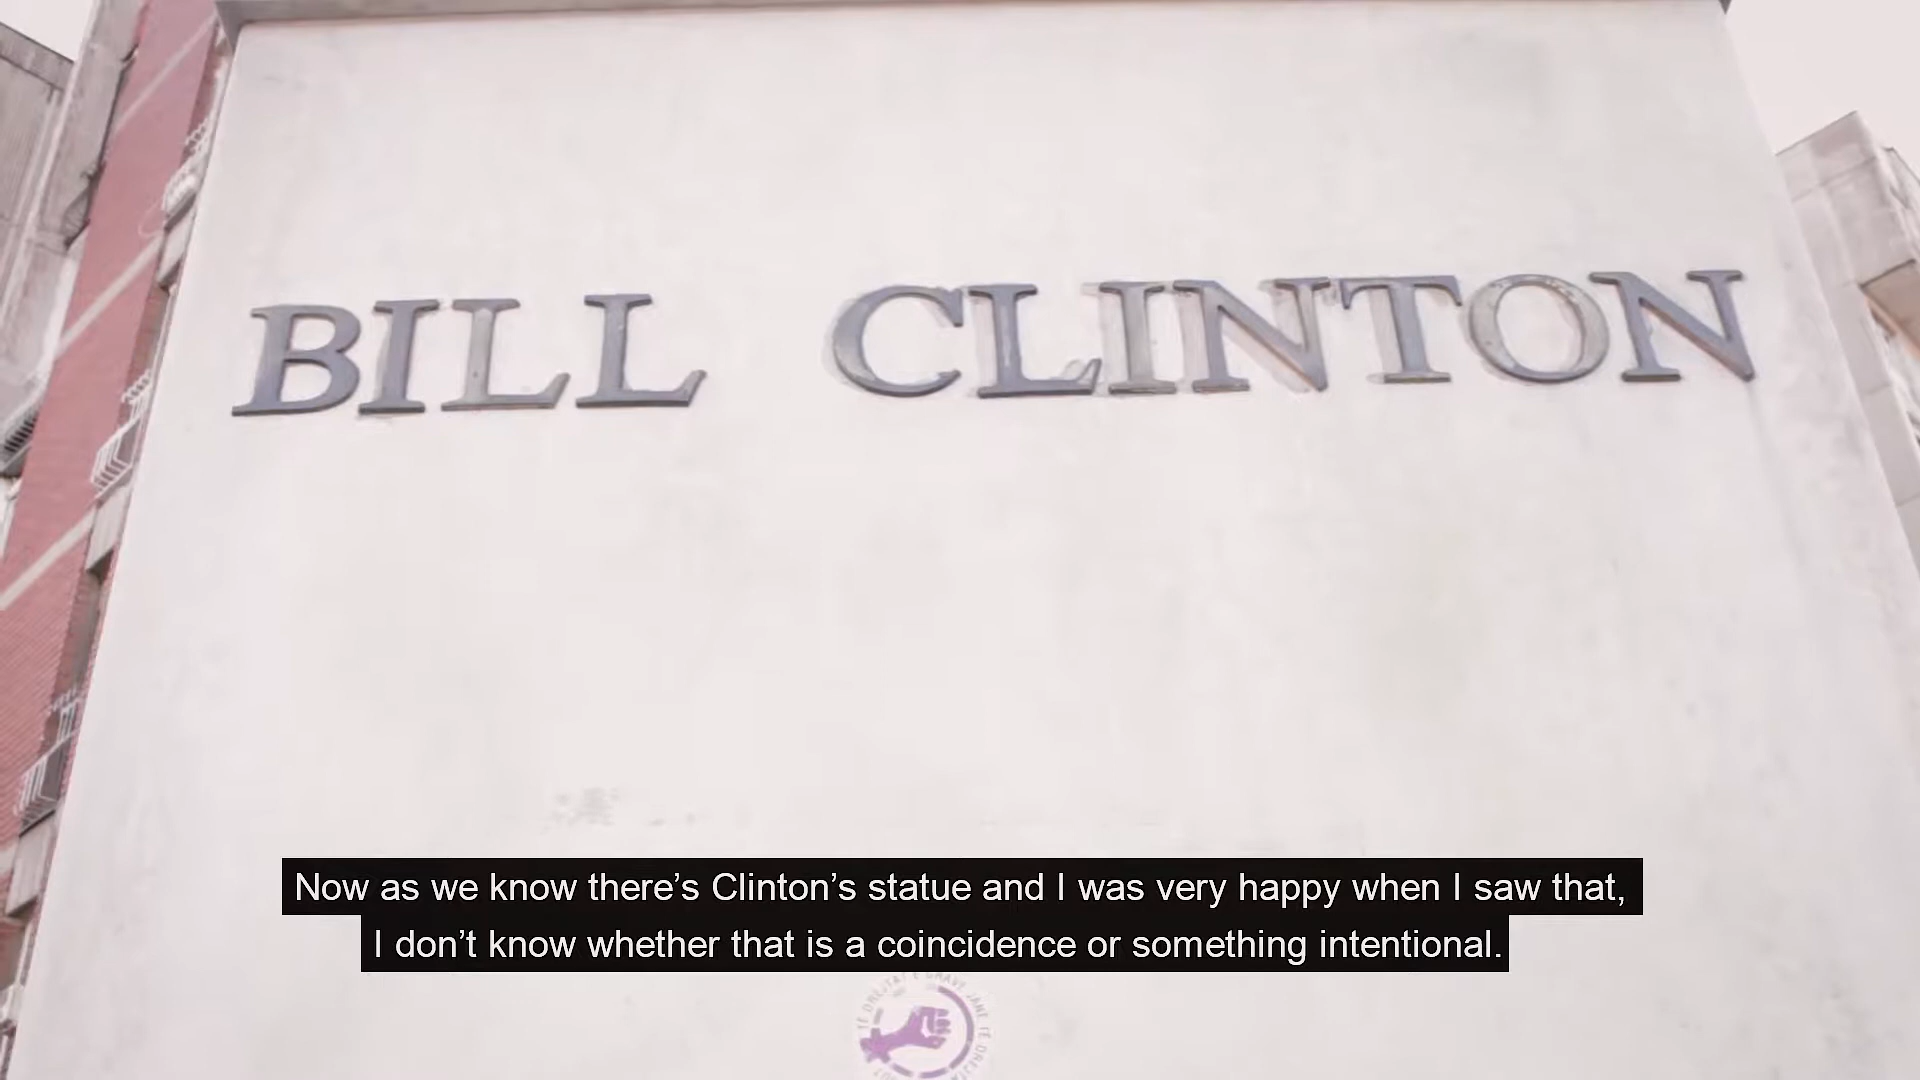 BILL CLINTON
Now as we know there’s Clinton’s statue and I was very happy when I saw that,
I don’t know whether that is a coincidence or something intentional.